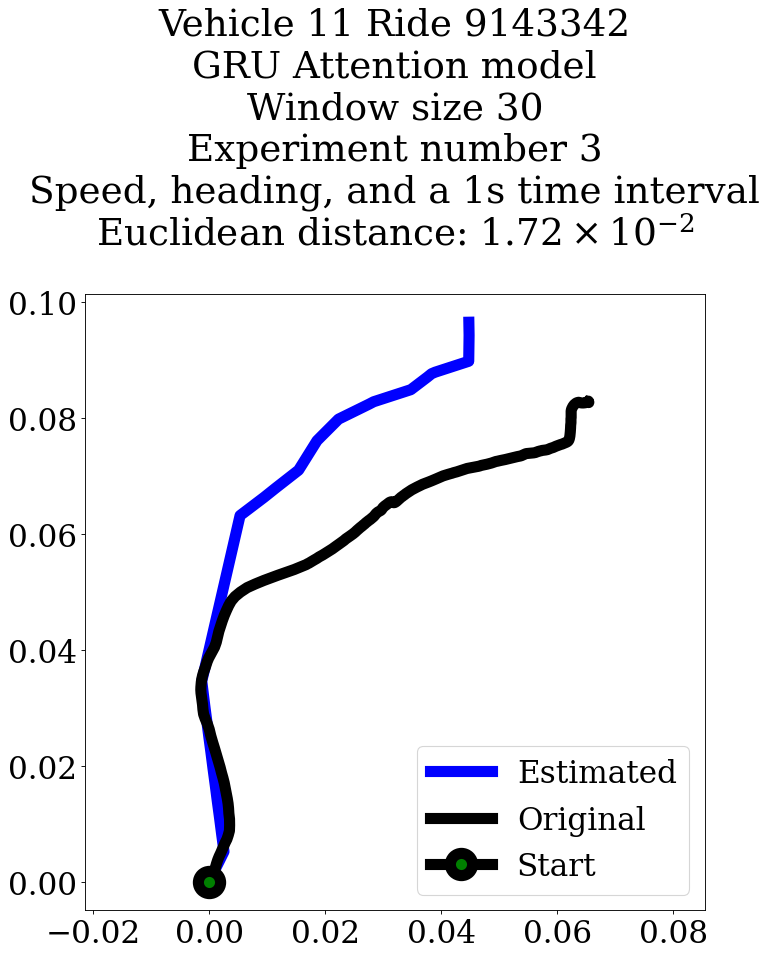 Vehicle 11 Ride 9143342
GRU Attention model
Window size 30
Experiment number 3
Speed, heading, and a 1s time interval
Euclidean distance: 1.72 × 10⁻²
0.10
0.08
0.06
0.04
0.02
0.00
Estimated
Original
Start
−0.02 0.00 0.02 0.04 0.06 0.08